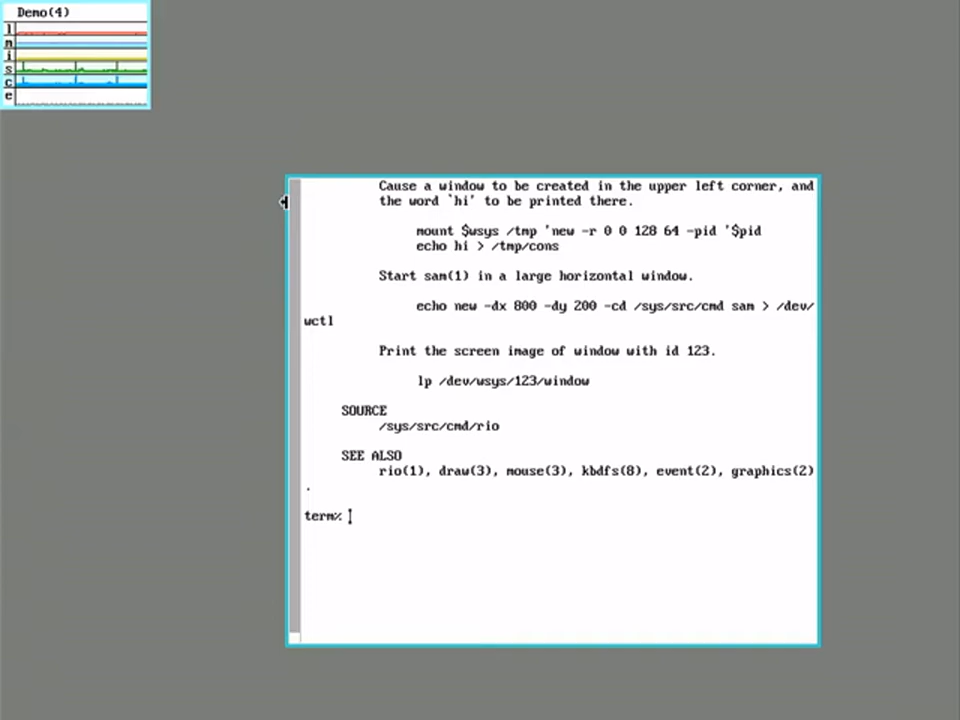 Demo(4)
l
m
i
s
c
e
Cause a window to be created in the upper left corner, and
the word `hi' to be printed there.
mount $wsys /tmp 'new -r 0 0 128 64 -pid '$pid
echo hi > /tmp/cons
Start sam(1) in a large horizontal window.
echo new -dx 800 -dy 200 -cd /sys/src/cmd sam > /dev/
wctl
Print the screen image of window with id 123.
lp /dev/wsys/123/window
SOURCE
/sys/src/cmd/rio
SEE ALSO
rio(1), draw(3), mouse(3), kbdfs(8), event(2), graphics(2)
.
term%